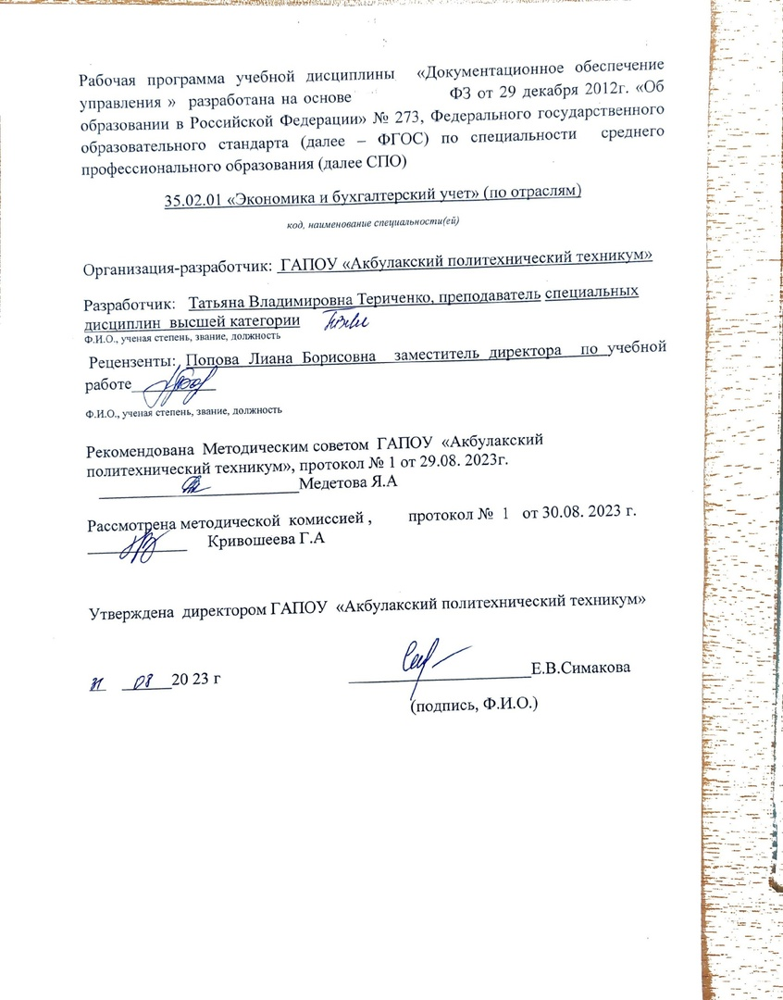 Рабочая программа учебной дисциплины «Документационное обеспечение
управления » разработана на основе ФЗ от 29 декабря 2012г. «Об
образовании в Российской Федерации» № 273, Федерального государственного
образовательного стандарта (далее – ФГОС) по специальности среднего
профессионального образования (далее СПО)
35.02.01 «Экономика и бухгалтерский учет» (по отраслям)
код, наименование специальности(ей)
Организация-разработчик: ГАПОУ «Акбулакский политехнический техникум»
Разработчик: Татьяна Владимировна Териченко, преподаватель специальных
дисциплин высшей категории
Ф.И.О., ученая степень, звание, должность
Рецензенты: Попова Лиана Борисовна заместитель директора по учебной
работе
Ф.И.О., ученая степень, звание, должность
Рекомендована Методическим советом ГАПОУ «Акбулакский
политехнический техникум», протокол № 1 от 29.08. 2023г.
Медетова Я.А
Рассмотрена методической комиссией , протокол № 1 от 30.08. 2023 г.
Кривошеева Г.А
Утверждена директором ГАПОУ «Акбулакский политехнический техникум»
31 08 20 23 г Е.В.Симакова
(подпись, Ф.И.О.)